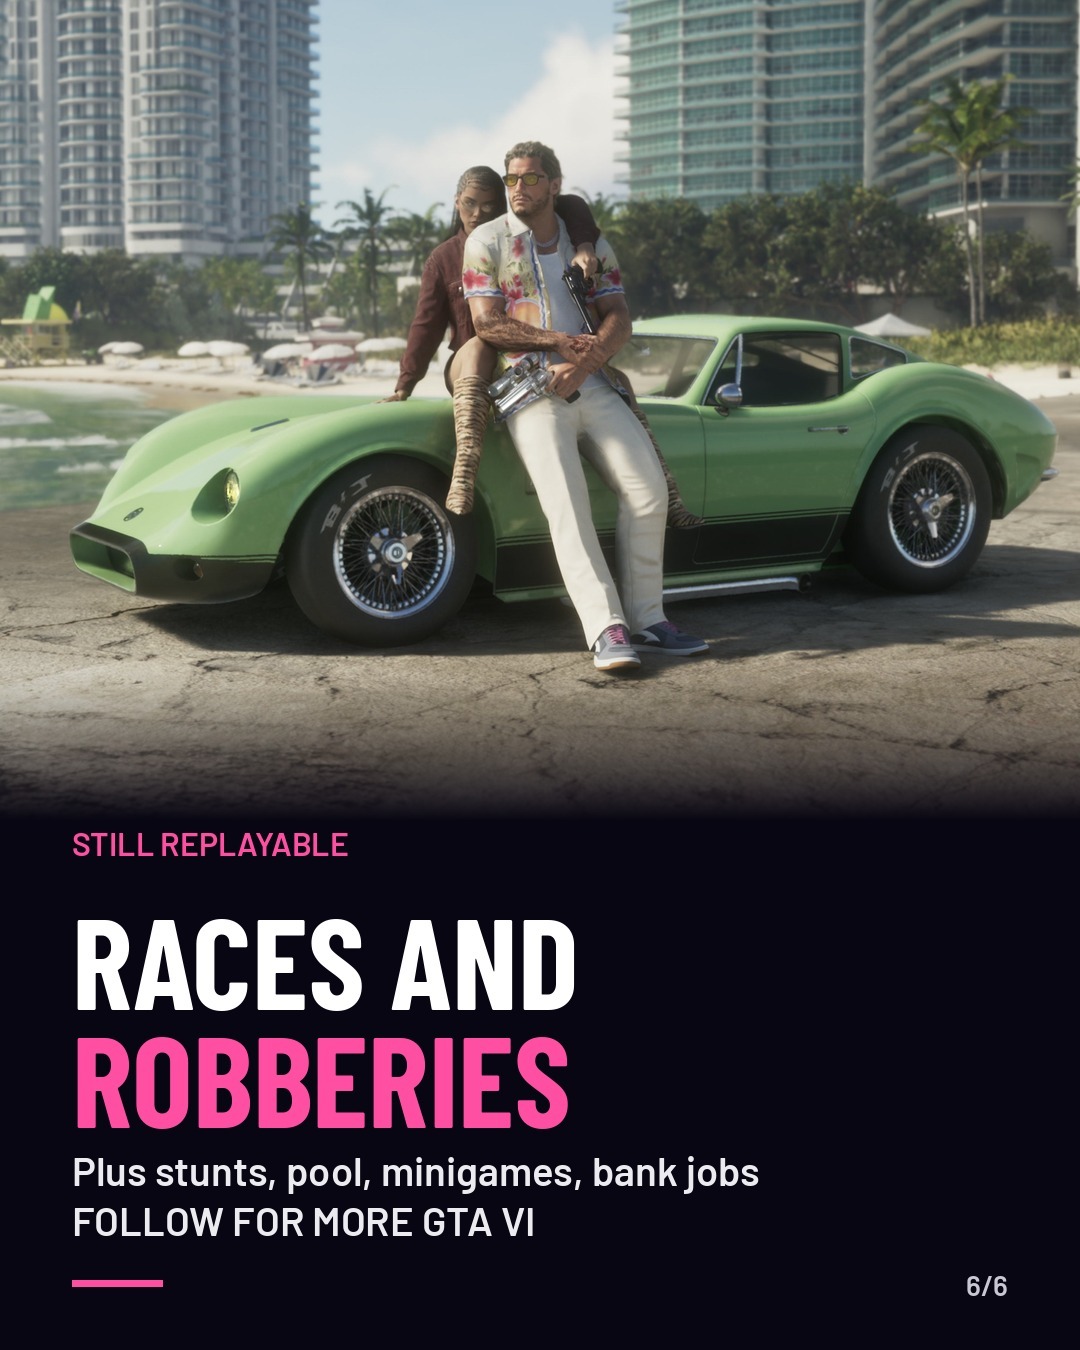 STILL REPLAYABLE
RACES AND
ROBBERIES
Plus stunts, pool, minigames, bank jobs
FOLLOW FOR MORE GTA VI
6/6